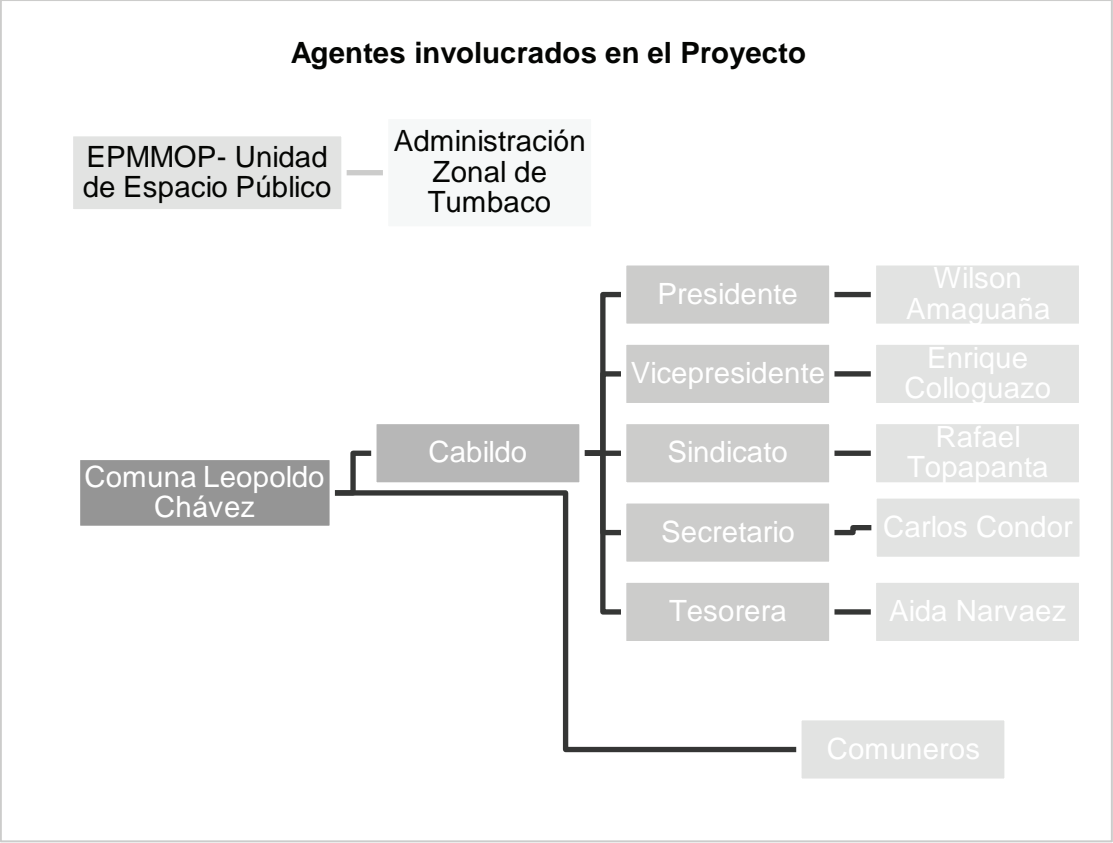 Agentes involucrados en el Proyecto
EPMMOP- Unidad
de Espacio Público
Administración
Zonal de
Tumbaco
Comuna Leopoldo
Chávez
Cabildo
Presidente
Wilson
Amaguaña
Vicepresidente
Enrique
Colloguazo
Sindicato
Rafael
Topapanta
Secretario
Carlos Condor
Tesorera
Aida Narvaez
Comuneros